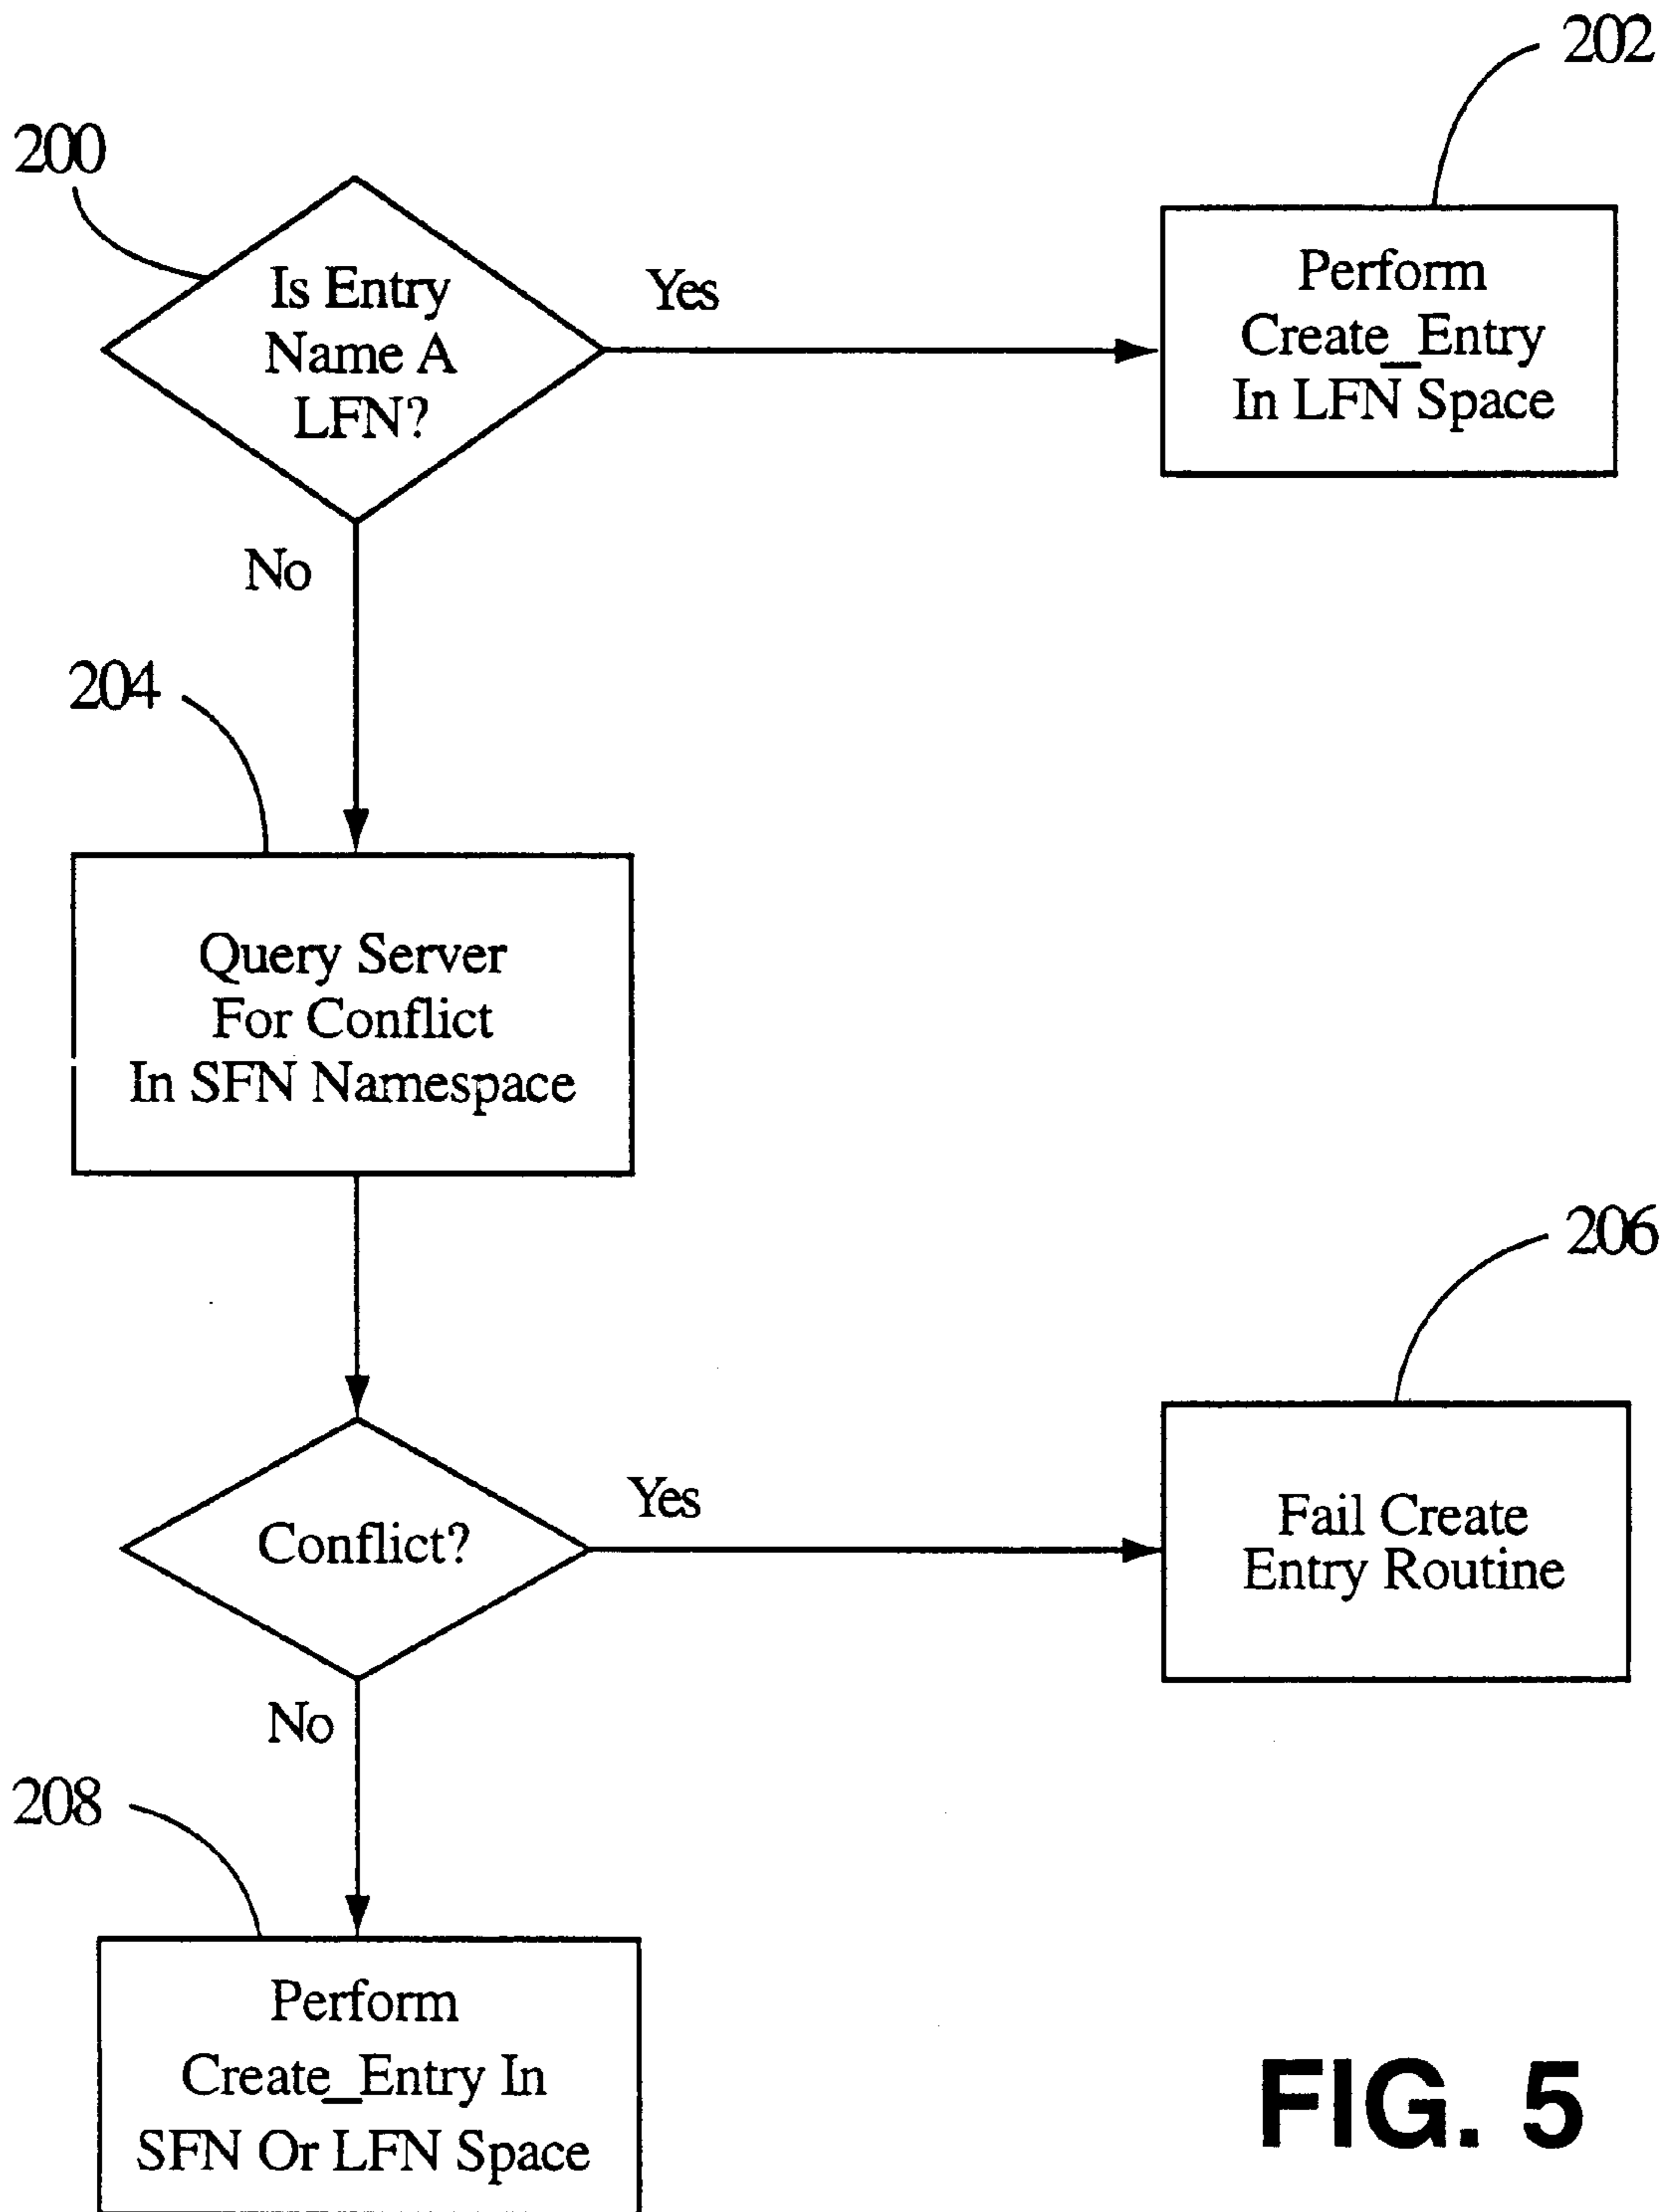 202
200
Is Entry
Name A
LFN?
Yes
Perform
Create_Entry
In LFN Space
No
204
Query Server
For Conflict
In SFN Namespace
206
Conflict?
Yes
Fail Create
Entry Routine
No
208
Perform
Create_Entry In
SFN Or LFN Space
FIG. 5